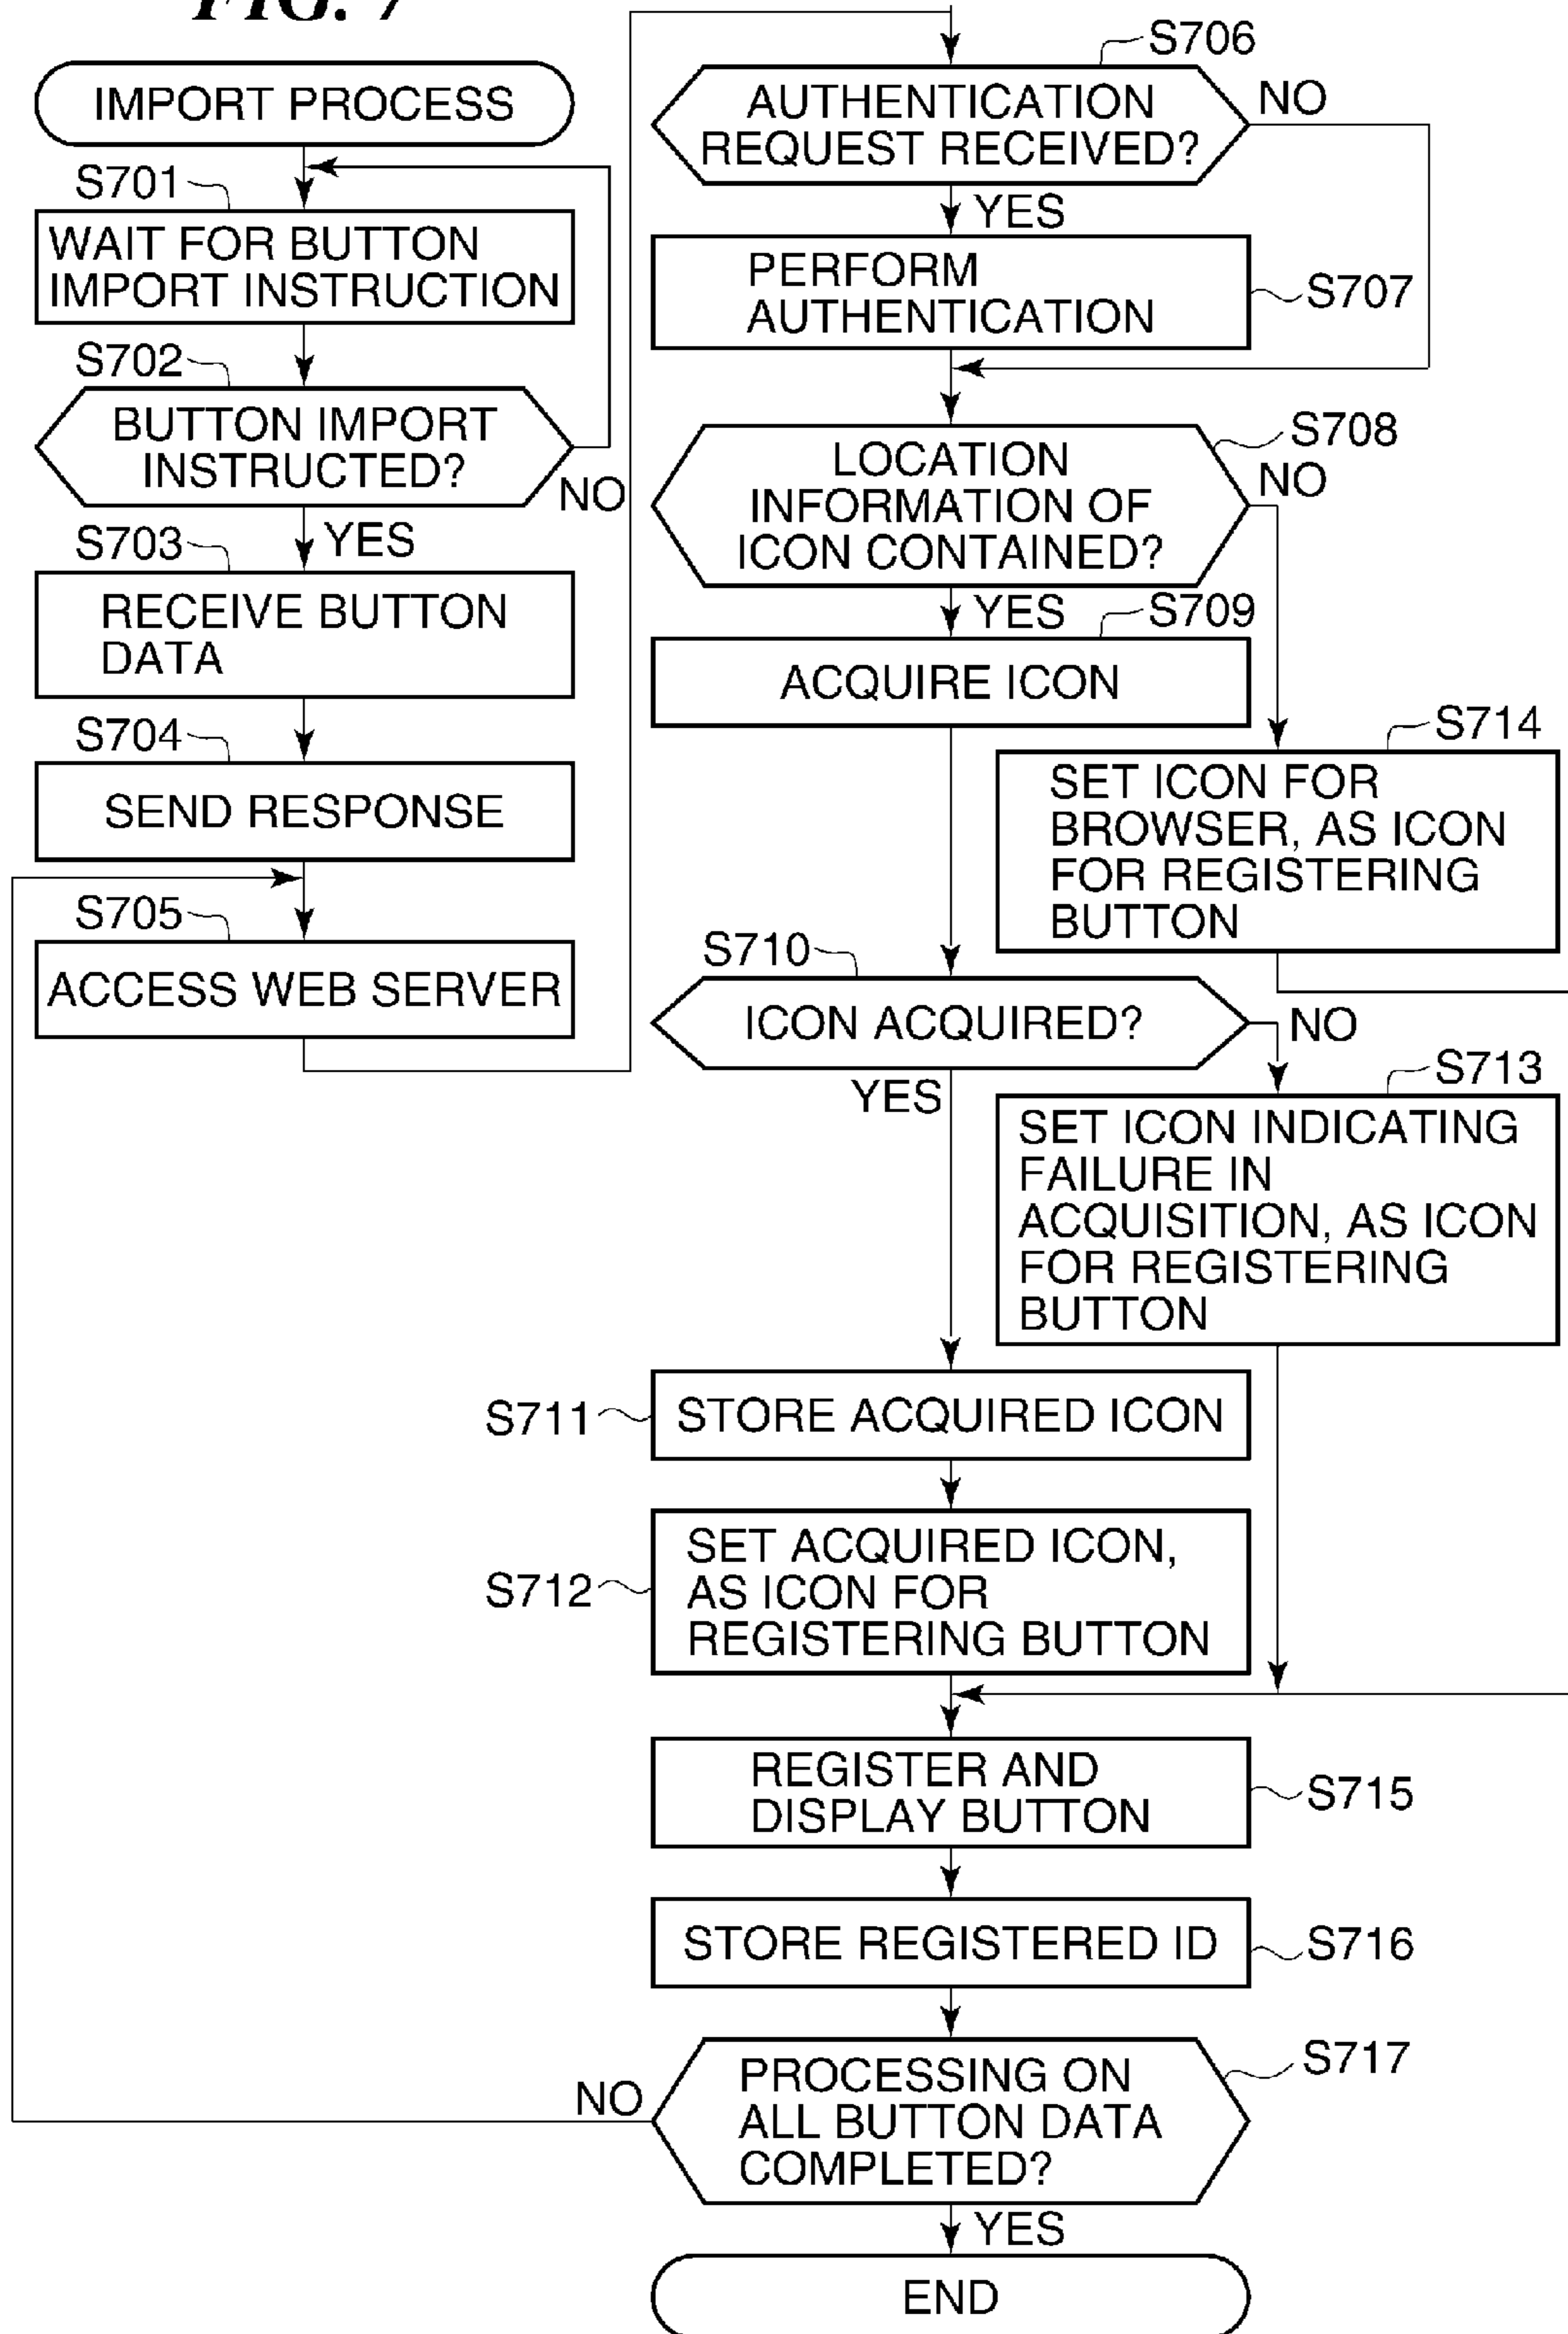 FIG. 7
IMPORT PROCESS
S701
WAIT FOR BUTTON
IMPORT INSTRUCTION
S702
BUTTON IMPORT
INSTRUCTED?
NO
YES
S703
RECEIVE BUTTON
DATA
S704
SEND RESPONSE
S705
ACCESS WEB SERVER
S706
AUTHENTICATION
REQUEST RECEIVED?
NO
YES
PERFORM
AUTHENTICATION
S707
S708
LOCATION
INFORMATION OF
ICON CONTAINED?
NO
YES
S709
ACQUIRE ICON
S714
SET ICON FOR
BROWSER, AS ICON
FOR REGISTERING
BUTTON
S710
ICON ACQUIRED?
NO
YES
S713
SET ICON INDICATING
FAILURE IN
ACQUISITION, AS ICON
FOR REGISTERING
BUTTON
S711
STORE ACQUIRED ICON
S712
SET ACQUIRED ICON,
AS ICON FOR
REGISTERING BUTTON
REGISTER AND
DISPLAY BUTTON
S715
STORE REGISTERED ID
S716
S717
PROCESSING ON
ALL BUTTON DATA
COMPLETED?
NO
YES
END